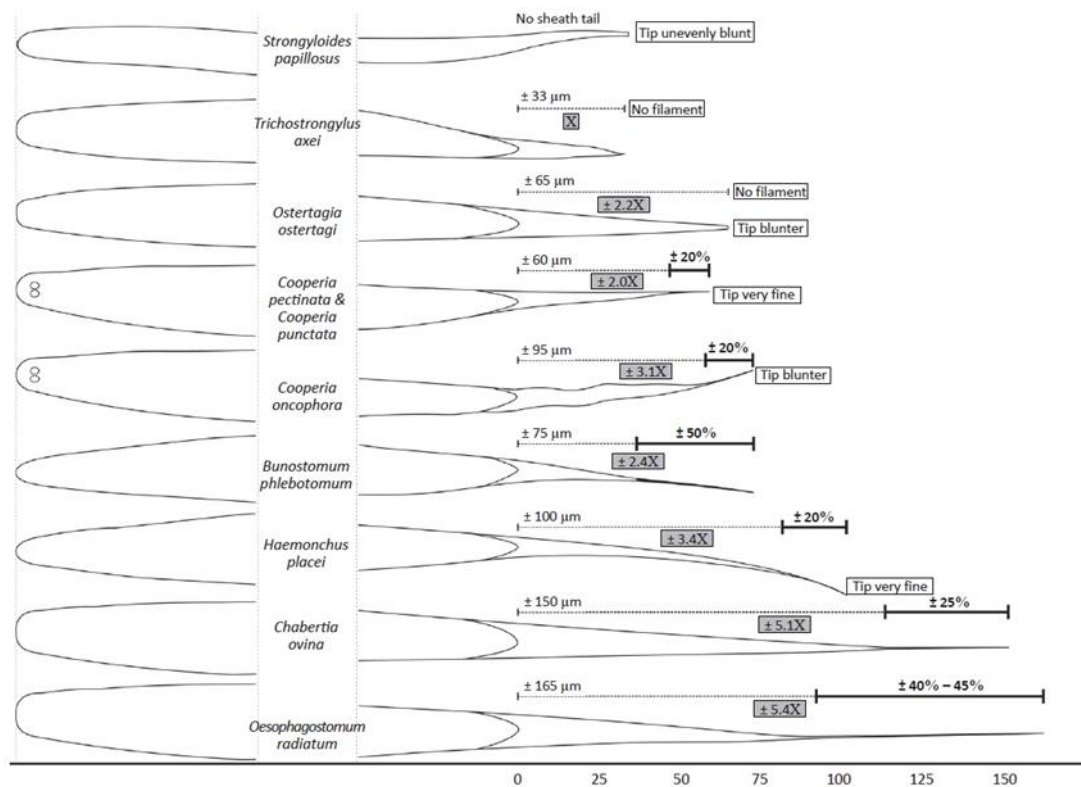 No sheath tail
Strongyloides
papillosus
Tip unevenly blunt
± 33 µm
No filament
X
Trichostrongylus
axei
± 65 µm
No filament
± 2.2X
Ostertagia
ostertagi
Tip blunter
± 60 µm
± 20%
± 2.0X
Cooperia
pectinata &
Cooperia
punctata
Tip very fine
± 95 µm
± 20%
± 3.1X
Tip blunter
Cooperia
oncophora
± 75 µm
± 50%
± 2.4X
Bunostomum
phlebotomum
± 100 µm
± 20%
± 3.4X
Haemonchus
placei
Tip very fine
± 150 µm
± 25%
± 5.1X
Chabertia
ovina
± 165 µm
± 40% – 45%
± 5.4X
Oesophagostomum
radiatum
0 25 50 75 100 125 150